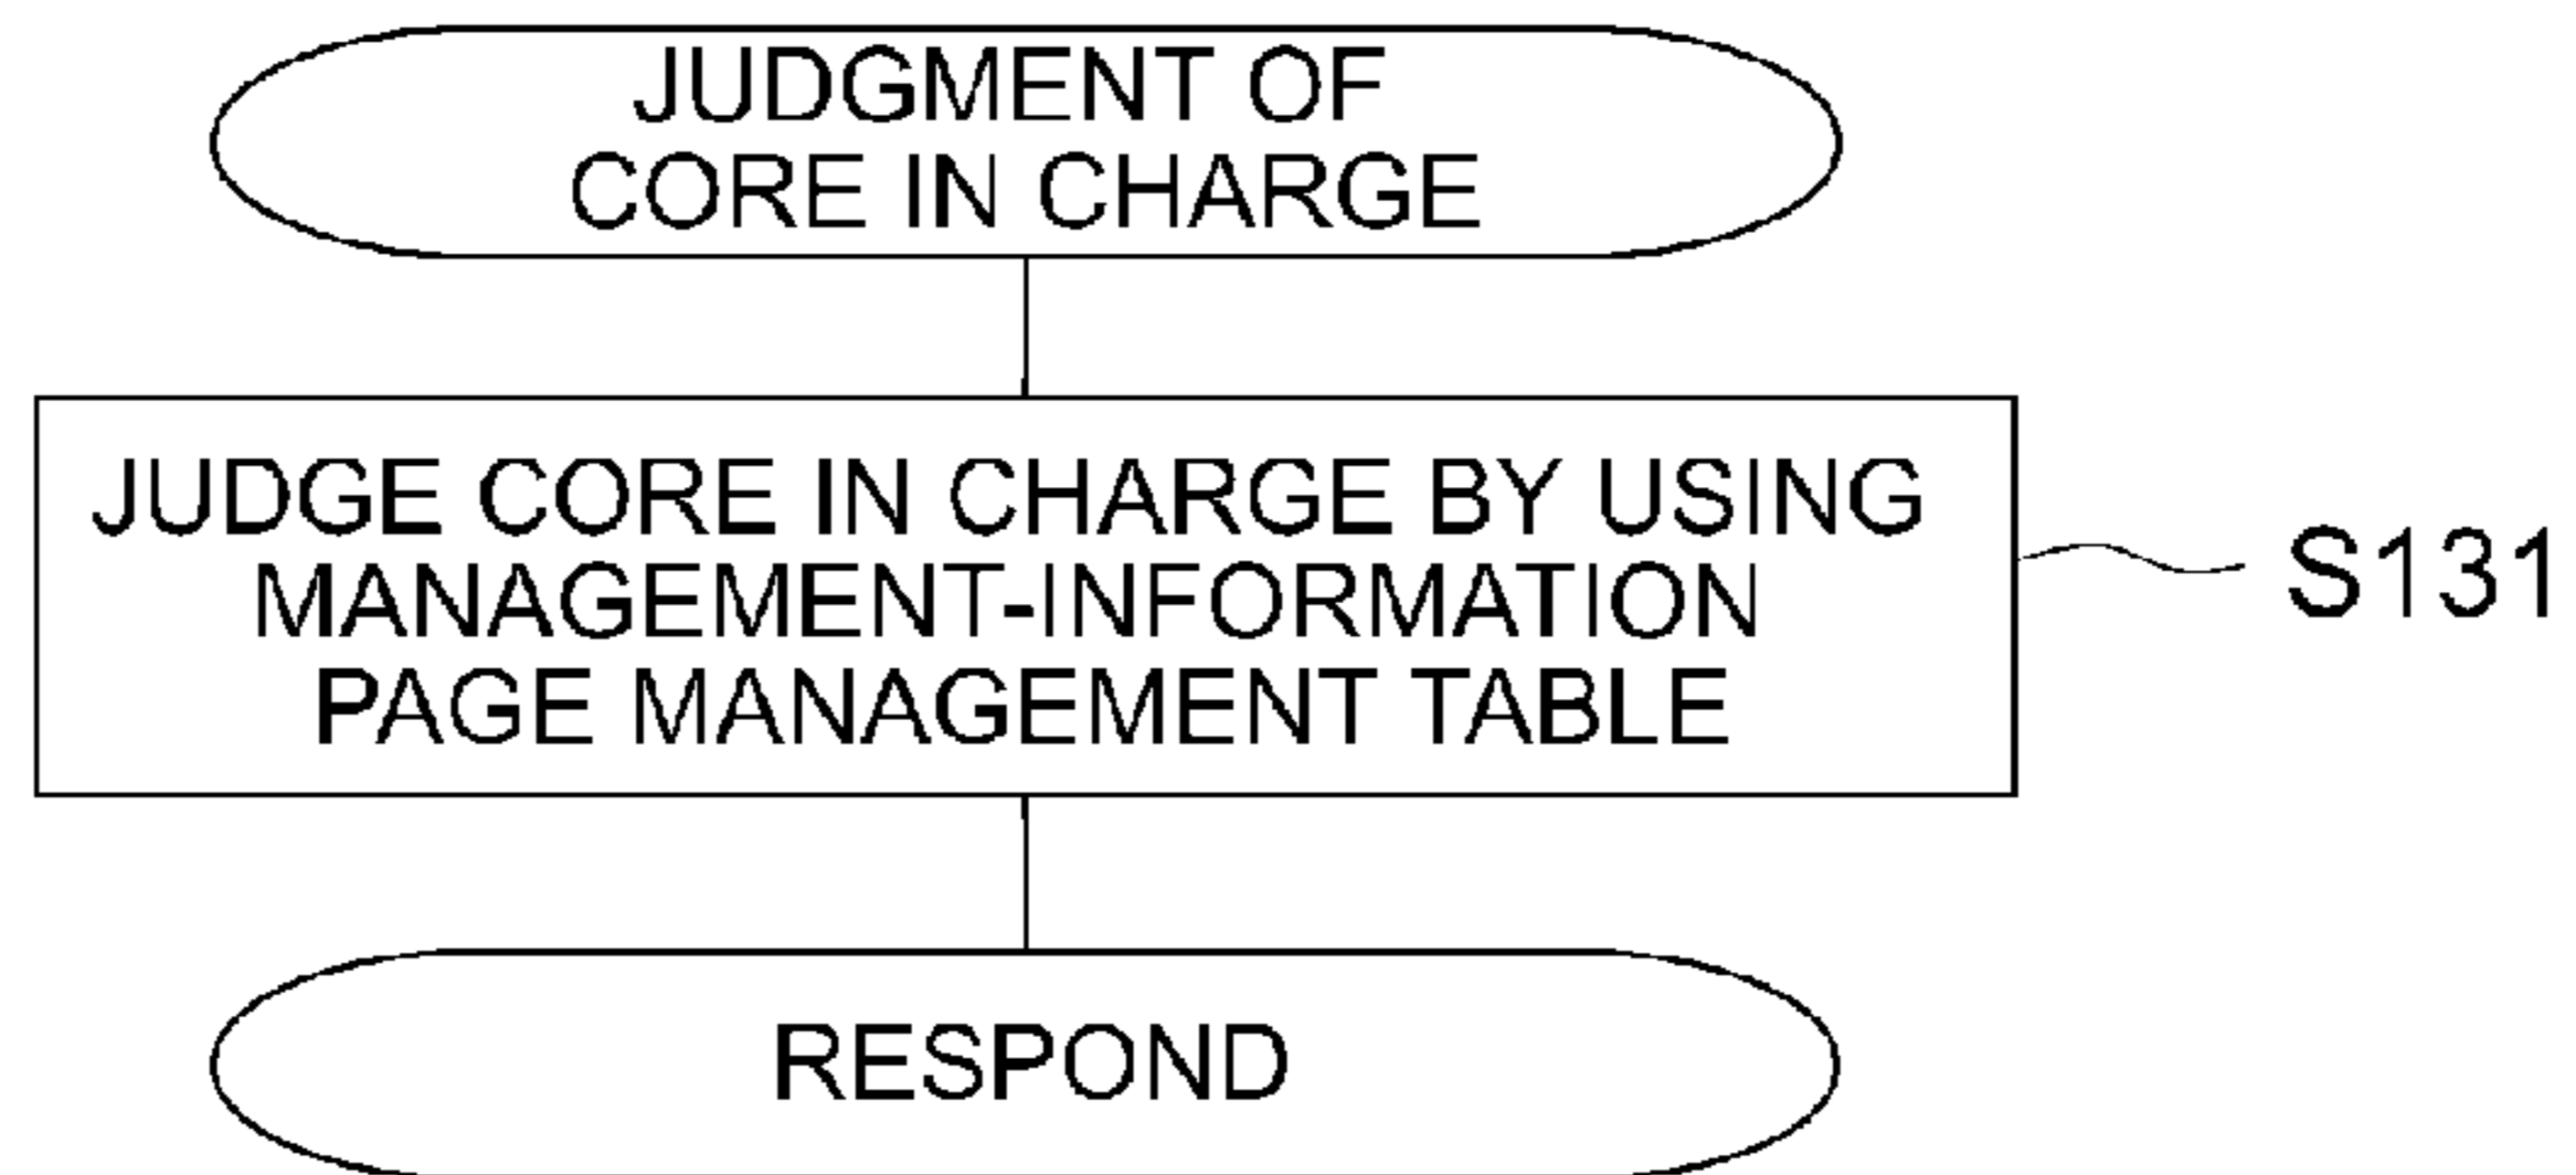 JUDGMENT OF
CORE IN CHARGE
JUDGE CORE IN CHARGE BY USING
MANAGEMENT-INFORMATION
PAGE MANAGEMENT TABLE
S131
RESPOND